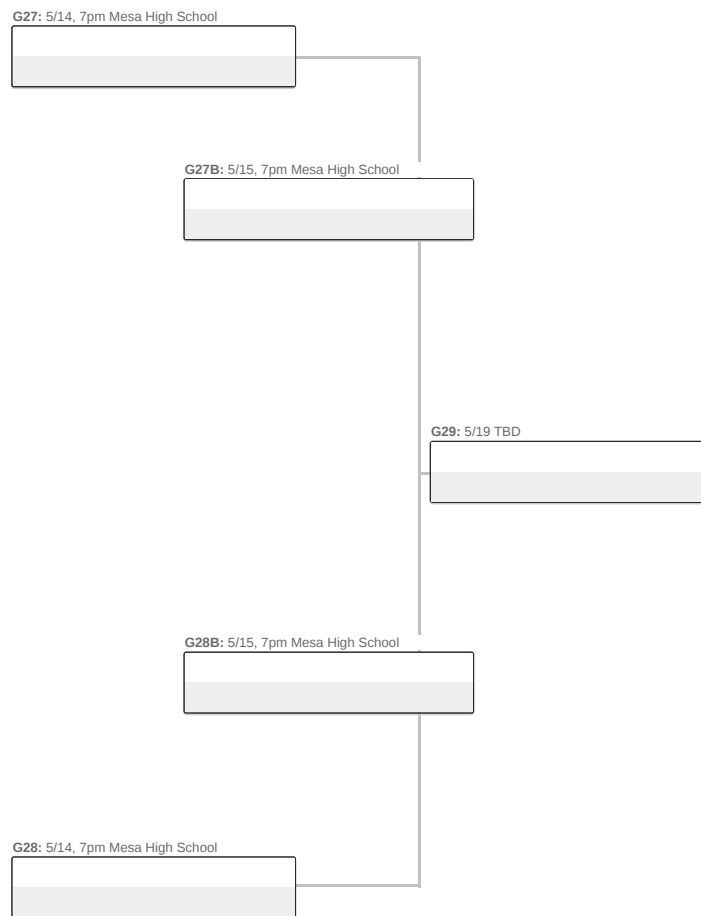 G27: 5/14, 7pm Mesa High School
G27B: 5/15, 7pm Mesa High School
G29: 5/19 TBD
G28B: 5/15, 7pm Mesa High School
G28: 5/14, 7pm Mesa High School